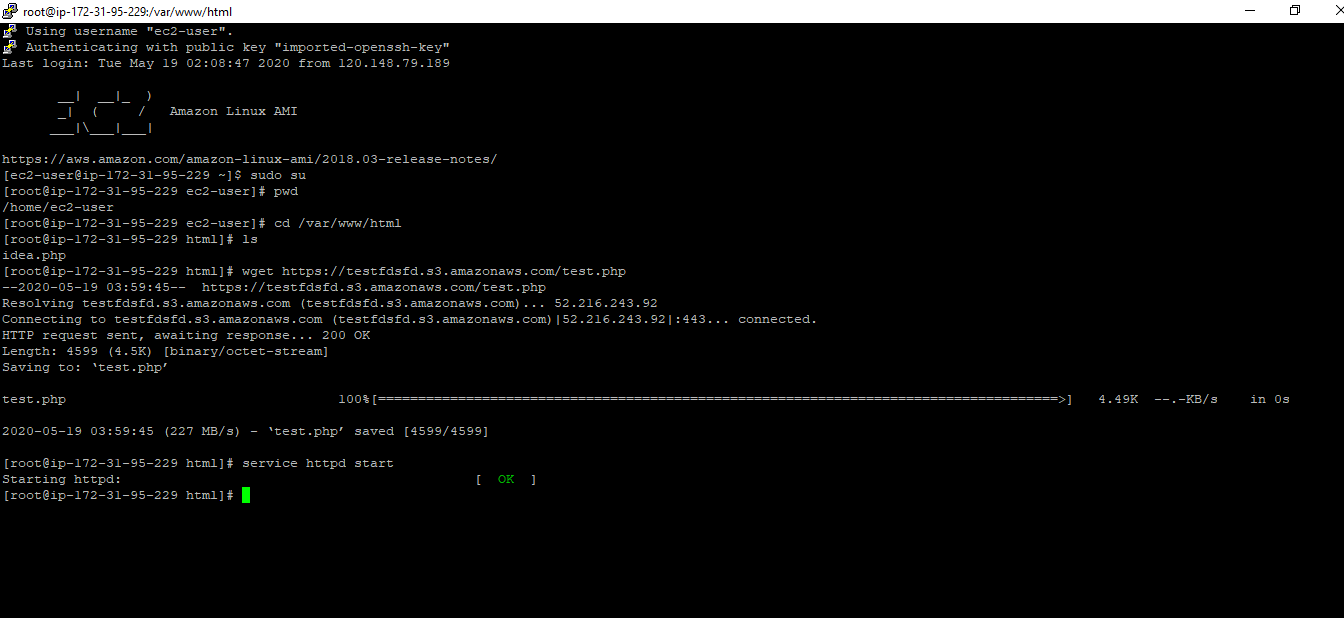 root@ip-172-31-95-229:/var/www/html
Using username "ec2-user".
Authenticating with public key "imported-openssh-key"
Last login: Tue May 19 02:08:47 2020 from 120.148.79.189
       __|  __|_  )
       _|  (     /   Amazon Linux AMI
      ___|\___|___|
https://aws.amazon.com/amazon-linux-ami/2018.03-release-notes/
[ec2-user@ip-172-31-95-229 ~]$ sudo su
[root@ip-172-31-95-229 ec2-user]# pwd
/home/ec2-user
[root@ip-172-31-95-229 ec2-user]# cd /var/www/html
[root@ip-172-31-95-229 html]# ls
idea.php
[root@ip-172-31-95-229 html]# wget https://testfdsfd.s3.amazonaws.com/test.php
--2020-05-19 03:59:45--  https://testfdsfd.s3.amazonaws.com/test.php
Resolving testfdsfd.s3.amazonaws.com (testfdsfd.s3.amazonaws.com)... 52.216.243.92
Connecting to testfdsfd.s3.amazonaws.com (testfdsfd.s3.amazonaws.com)|52.216.243.92|:443... connected.
HTTP request sent, awaiting response... 200 OK
Length: 4599 (4.5K) [binary/octet-stream]
Saving to: ‘test.php’
test.php 100%[=====================================================================================>] 4.49K --.-KB/s in 0s
2020-05-19 03:59:45 (227 MB/s) - ‘test.php’ saved [4599/4599]
[root@ip-172-31-95-229 html]# service httpd start
Starting httpd: [  OK  ]
[root@ip-172-31-95-229 html]#